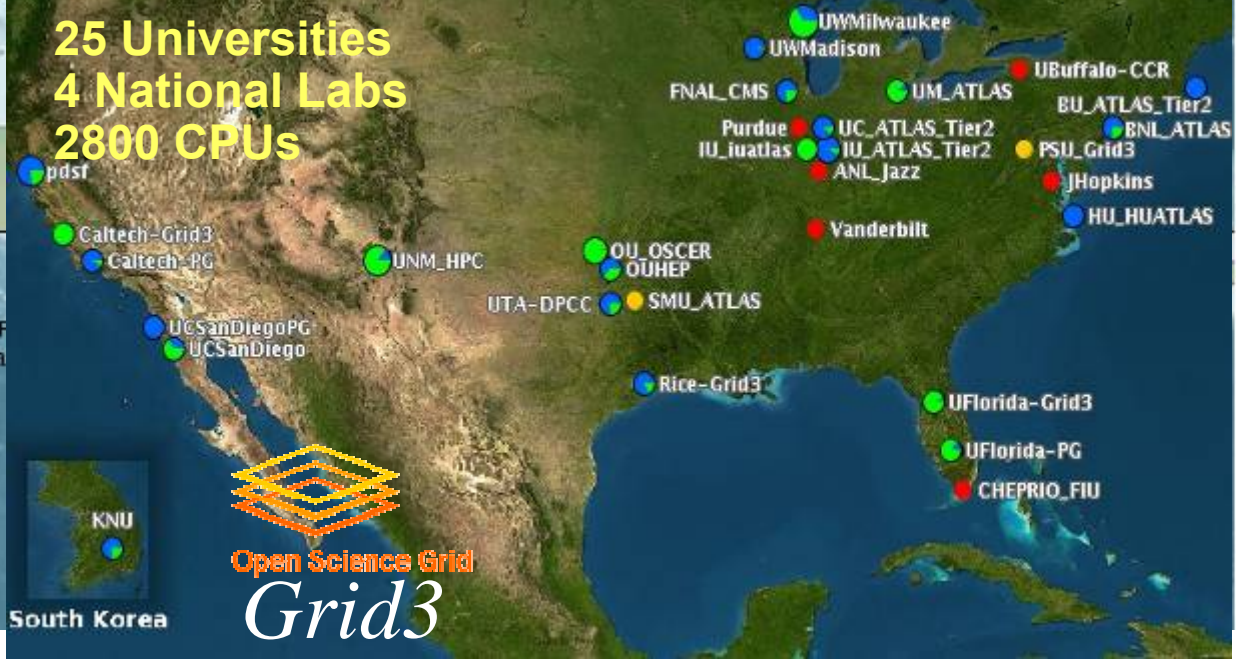 25 Universities
4 National Labs
2800 CPUs
UWMilwaukee
UWMadison
UBuffalo-CCR
FNAL_CMS
UM_ATLAS
BU_ATLAS_Tier2
Purdue
UC_ATLAS_Tier2
BNL_ATLAS
IU_iuatlas
IU_ATLAS_Tier2
PSU_Grid3
ANL_Jazz
JHopkins
pdsf
HU_HUATLAS
Vanderbilt
Caltech-Grid3
Caltech-PG
UNM_HPC
OU_OSCER
OUHEP
UTA-DPCC
SMU_ATLAS
UCSanDiegoPG
UCSanDiego
Rice-Grid3
UFlorida-Grid3
UFlorida-PG
CHEPRIO_FIU
KNU
South Korea
Open Science Grid
Grid3